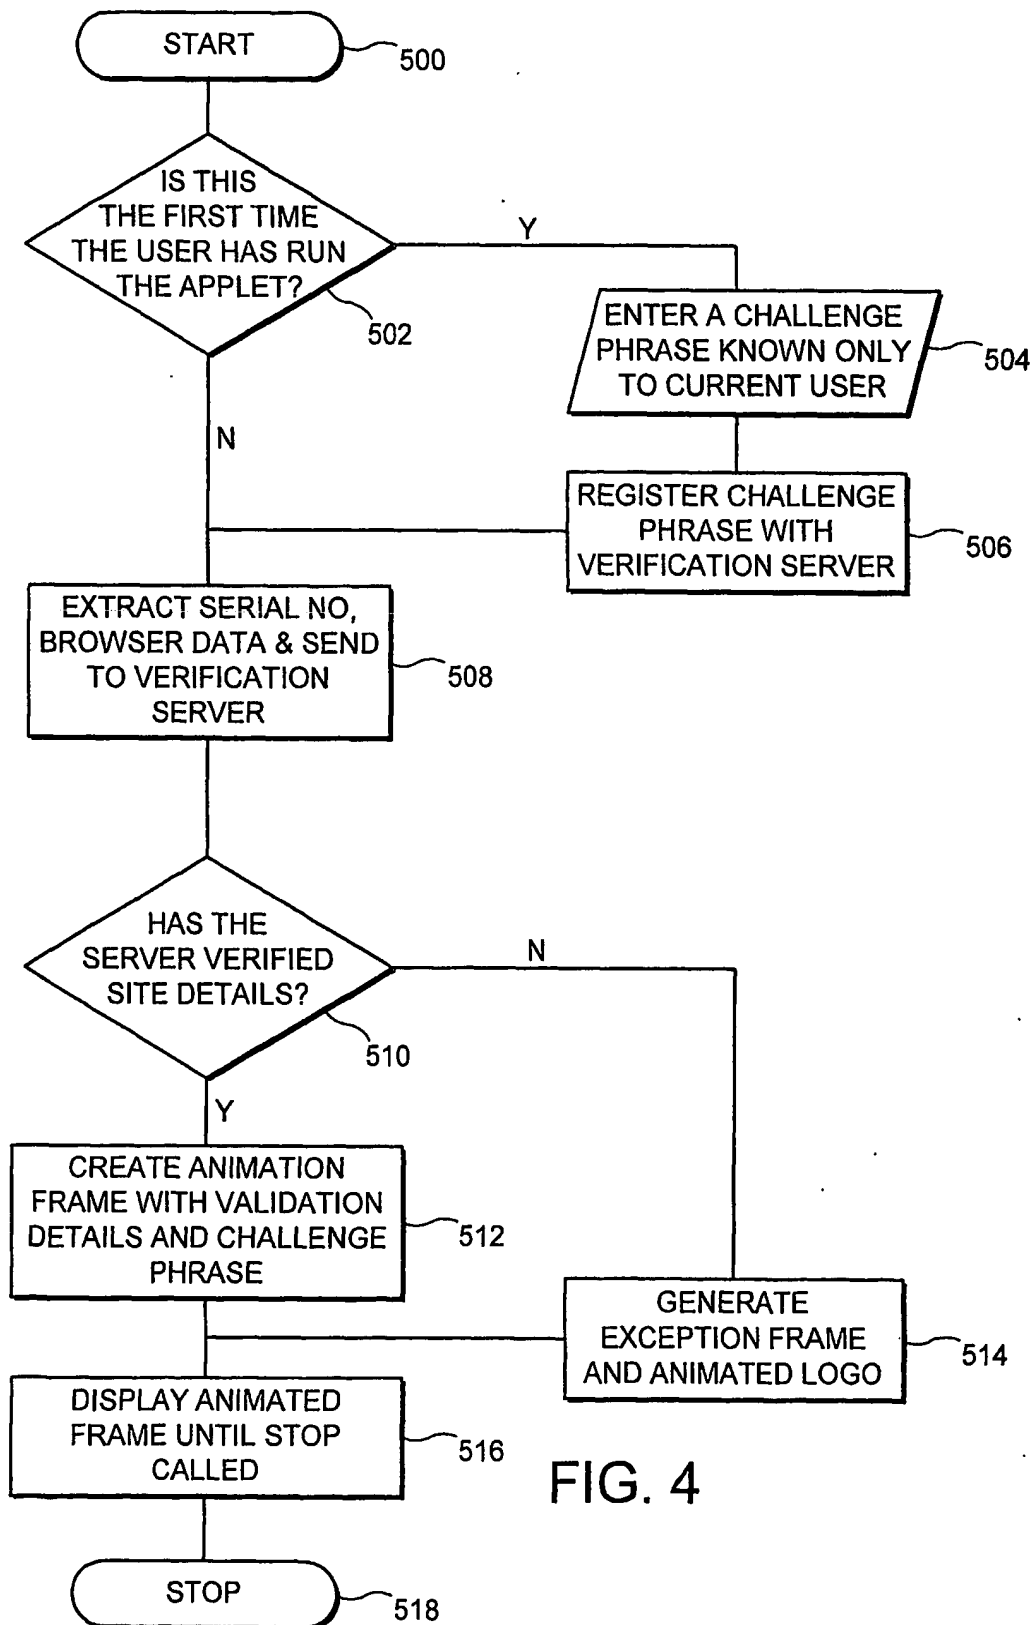 START
500
IS THIS
THE FIRST TIME
THE USER HAS RUN
THE APPLET?
502
Y
ENTER A CHALLENGE
PHRASE KNOWN ONLY
TO CURRENT USER
504
N
REGISTER CHALLENGE
PHRASE WITH
VERIFICATION SERVER
506
EXTRACT SERIAL NO,
BROWSER DATA & SEND
TO VERIFICATION
SERVER
508
HAS THE
SERVER VERIFIED
SITE DETAILS?
510
N
Y
CREATE ANIMATION
FRAME WITH VALIDATION
DETAILS AND CHALLENGE
PHRASE
512
GENERATE
EXCEPTION FRAME
AND ANIMATED LOGO
514
DISPLAY ANIMATED
FRAME UNTIL STOP
CALLED
516
FIG. 4
STOP
518